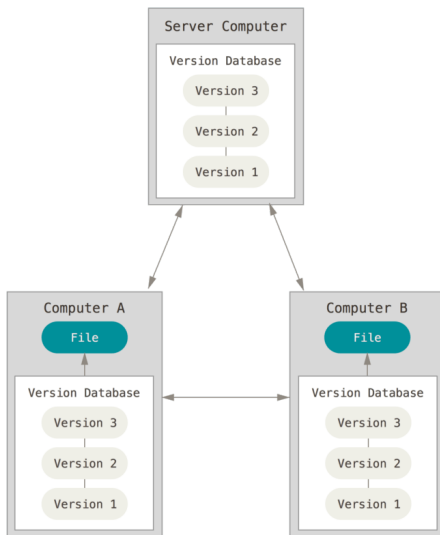 Server Computer
Version Database
Version 3
Version 2
Version 1
Computer A
File
Version Database
Version 3
Version 2
Version 1
Computer B
File
Version Database
Version 3
Version 2
Version 1